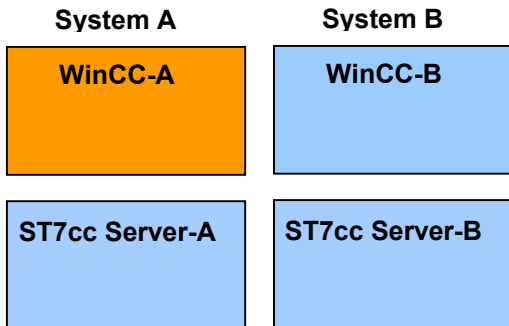 System A
System B
WinCC-A
WinCC-B
ST7cc Server-A
ST7cc Server-B